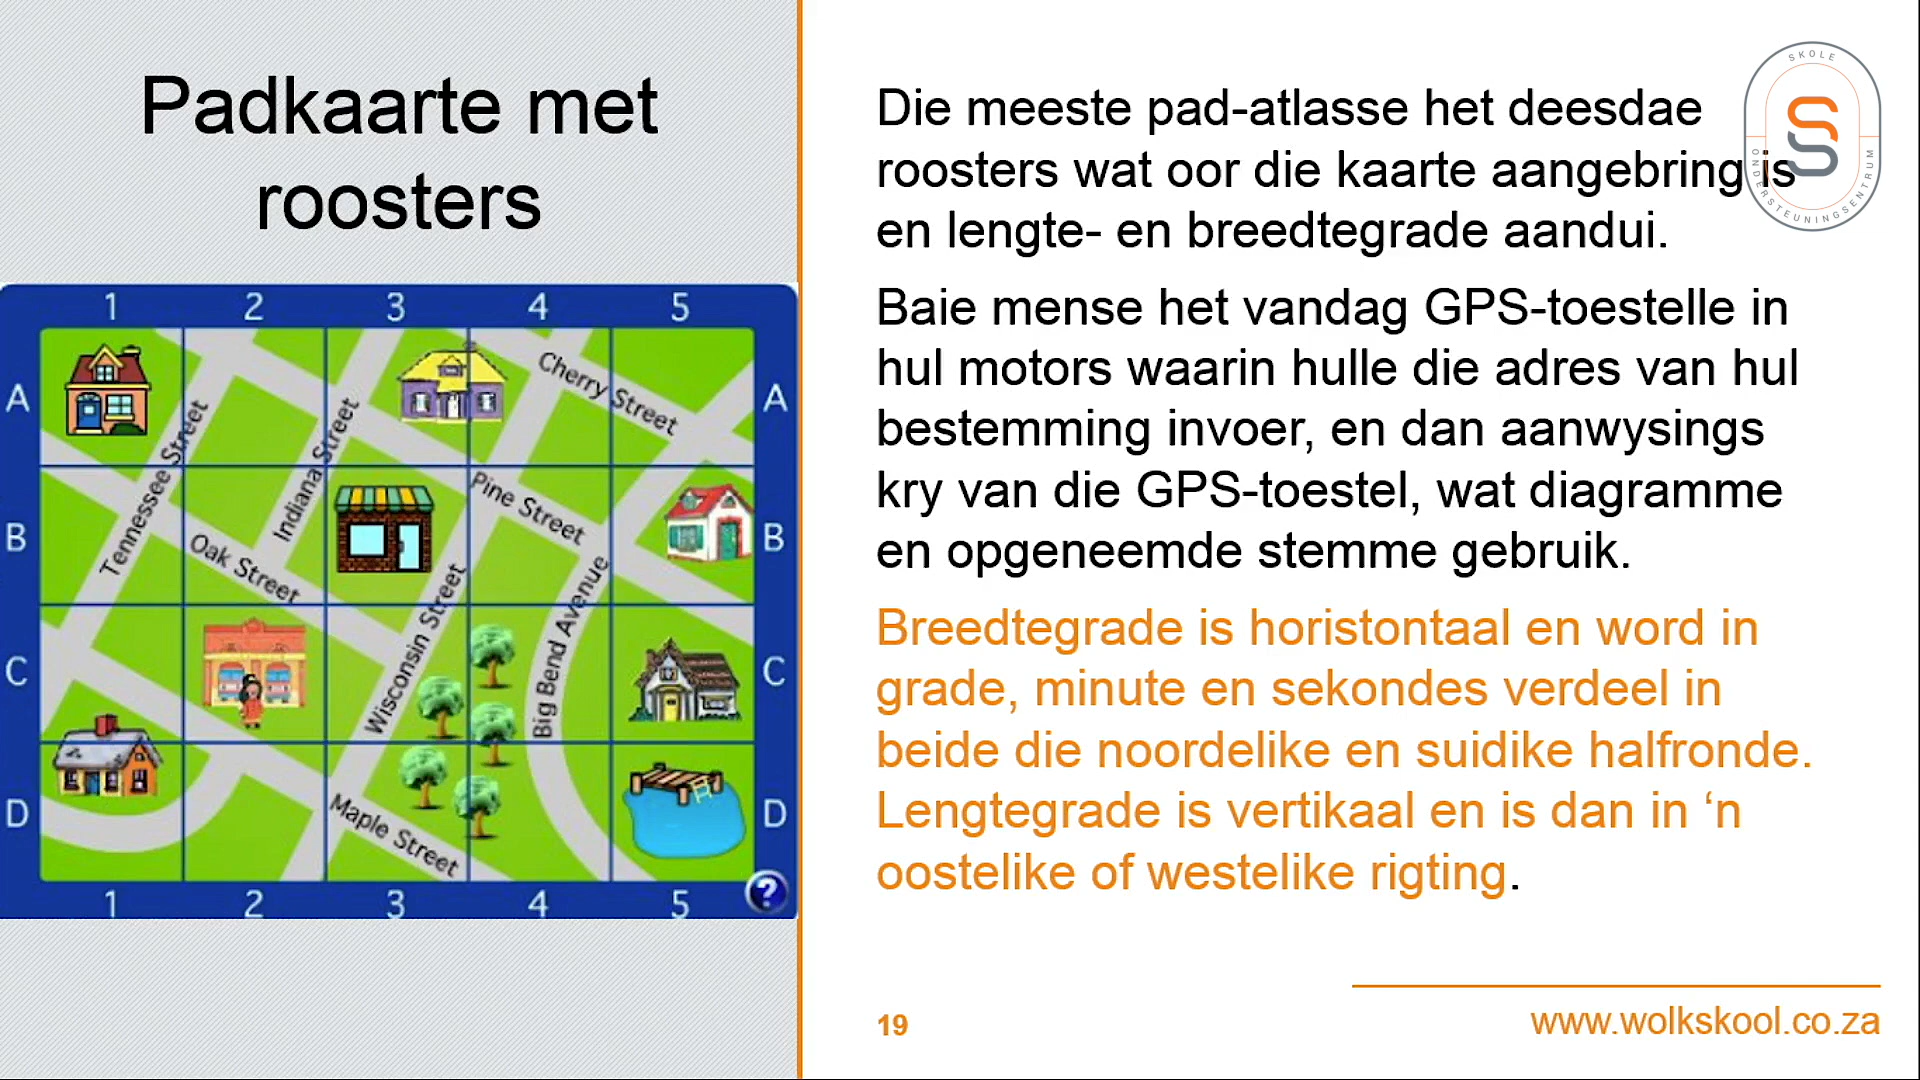 Padkaarte met
roosters
1 2 3 4 5
A A
B B
C C
D D
1 2 3 4 5
Tennessee Street
Indiana Street
Cherry Street
Pine Street
Oak Street
Wisconsin Street
Big Bend Avenue
Maple Street
?
Die meeste pad-atlasse het deesdae
roosters wat oor die kaarte aangebring is
en lengte- en breedtegrade aandui.
Baie mense het vandag GPS-toestelle in
hul motors waarin hulle die adres van hul
bestemming invoer, en dan aanwysings
kry van die GPS-toestel, wat diagramme
en opgeneemde stemme gebruik.
Breedtegrade is horistontaal en word in
grade, minute en sekondes verdeel in
beide die noordelike en suidike halfronde.
Lengtegrade is vertikaal en is dan in ‘n
oostelike of westelike rigting.
SKOLE
SS
ONDERSTEUNINGSENTRUM
19
www.wolkskool.co.za